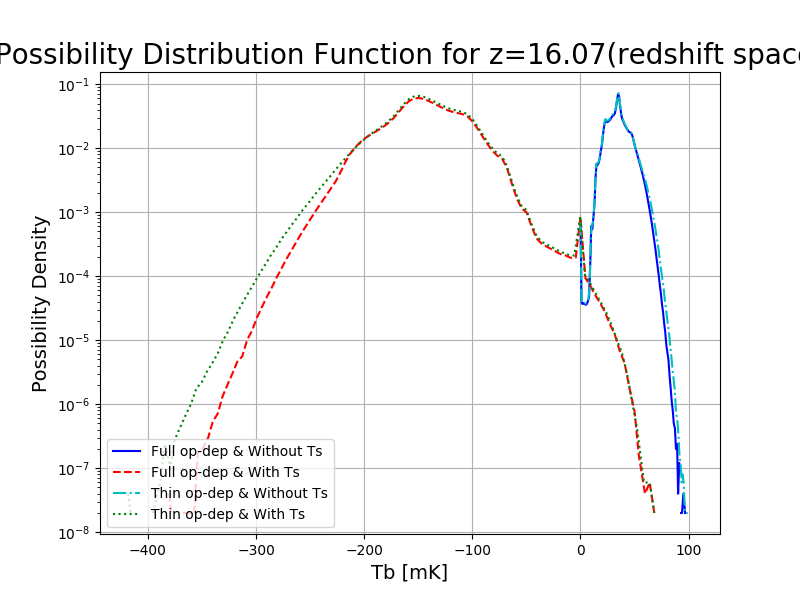 Possibility Distribution Function for z=16.07(redshift space
Possibility Density
10⁻¹
10⁻²
10⁻³
10⁻⁴
10⁻⁵
10⁻⁶
10⁻⁷
10⁻⁸
Full op-dep & Without Ts
Full op-dep & With Ts
Thin op-dep & Without Ts
Thin op-dep & With Ts
−400 −300 −200 −100 0 100
Tb [mK]